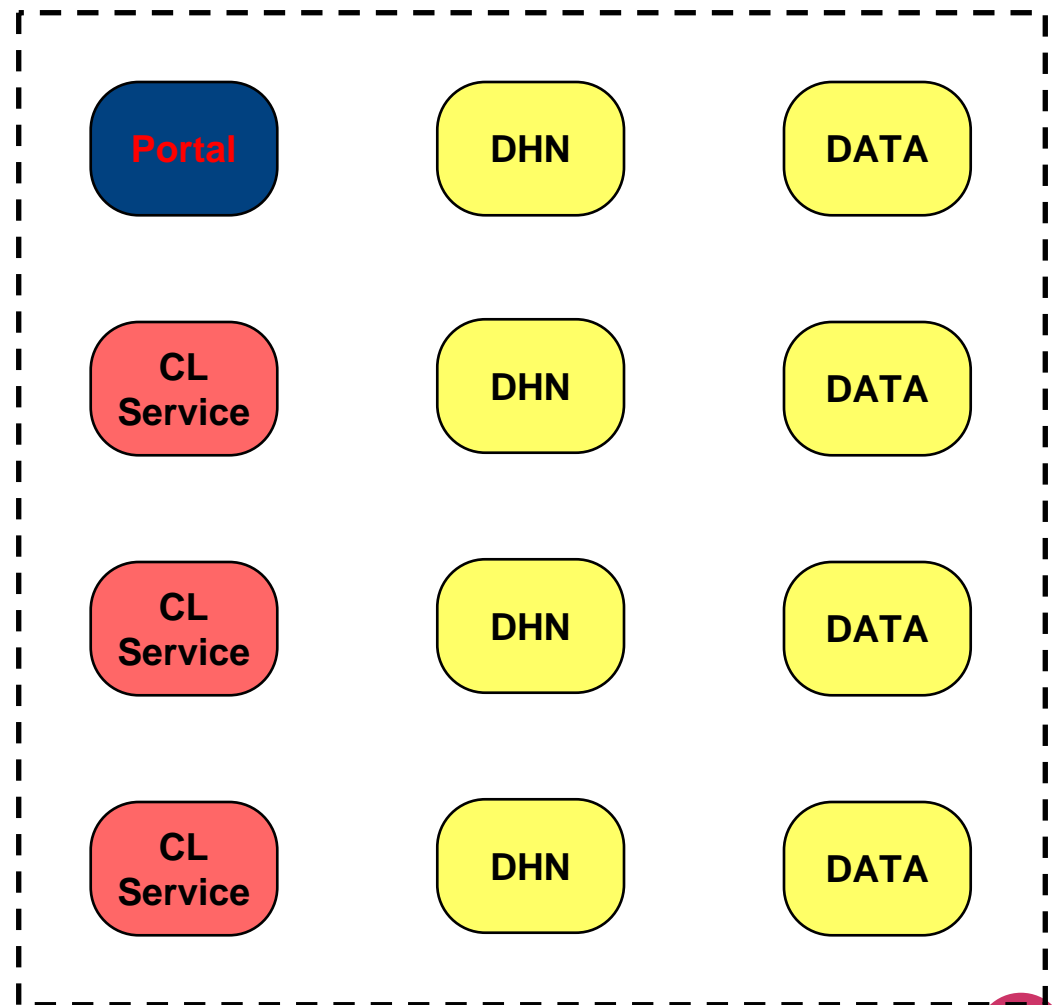 Portal
DHN
DATA
CL
Service
DHN
DATA
CL
Service
DHN
DATA
CL
Service
DHN
DATA